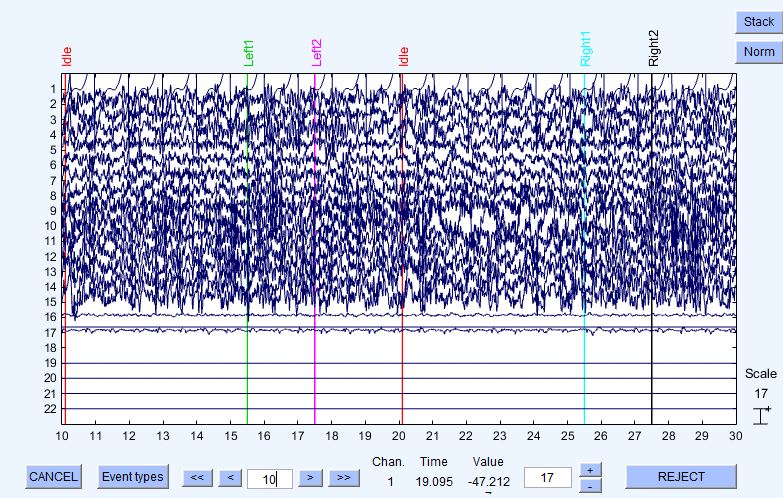 Stack
Norm
Idle
Left1
Left2
Idle
Right1
Right2
1
2
3
4
5
6
7
8
9
10
11
12
13
14
15
16
17
18
19
20
21
22
10 11 12 13 14 15 16 17 18 19 20 21 22 23 24 25 26 27 28 29 30
Scale
17
+
Chan. Time Value
CANCEL Event types << < 10 > >> 1 19.095 -47.212 17 + - REJECT